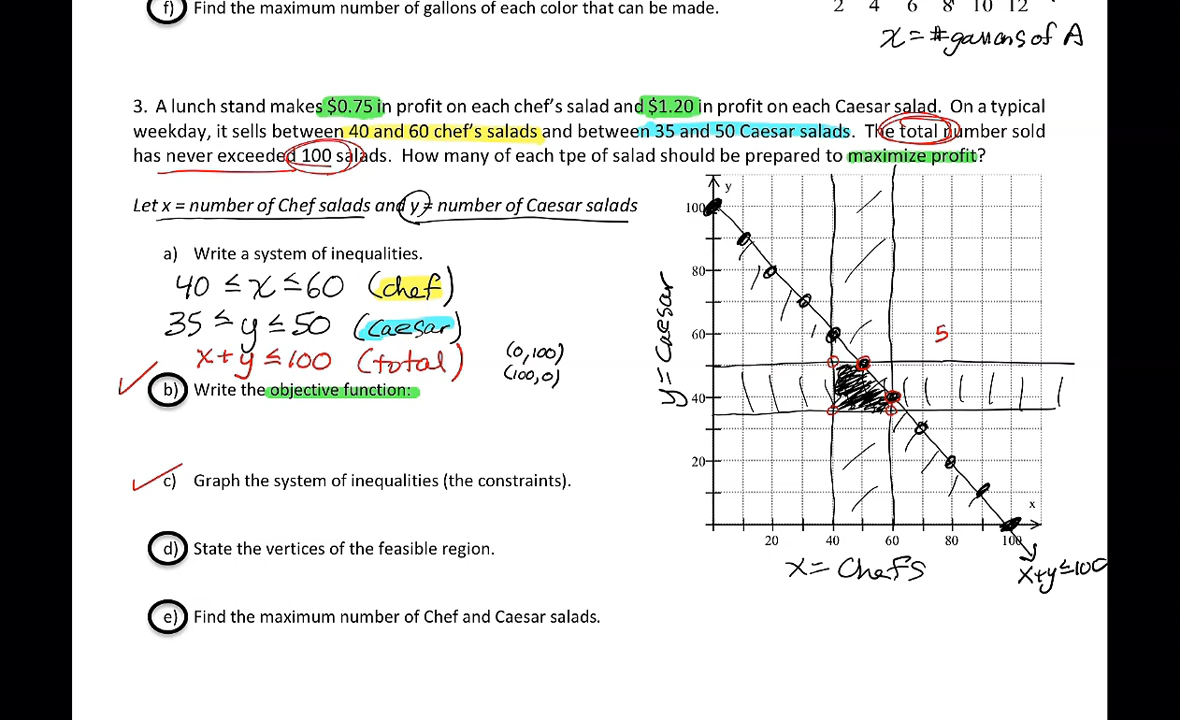 f) Find the maximum number of gallons of each color that can be made.
2 4 6 8 10 12
x = # gallons of A
3. A lunch stand makes $0.75 in profit on each chef's salad and $1.20 in profit on each Caesar salad. On a typical
weekday, it sells between 40 and 60 chef's salads and between 35 and 50 Caesar salads. The total number sold
has never exceeded 100 salads. How many of each tpe of salad should be prepared to maximize profit?
Let x = number of Chef salads and y = number of Caesar salads
a) Write a system of inequalities.
40 ≤ x ≤ 60 (chef)
35 ≤ y ≤ 50 (Caesar)
x+y ≤ 100 (total)
(0,100)
(100,0)
b) Write the objective function:
c) Graph the system of inequalities (the constraints).
d) State the vertices of the feasible region.
e) Find the maximum number of Chef and Caesar salads.
y
100
80
60
40
20
5
y = Caesar
x
20 40 60 80 100
x = Chefs
x+y≤100